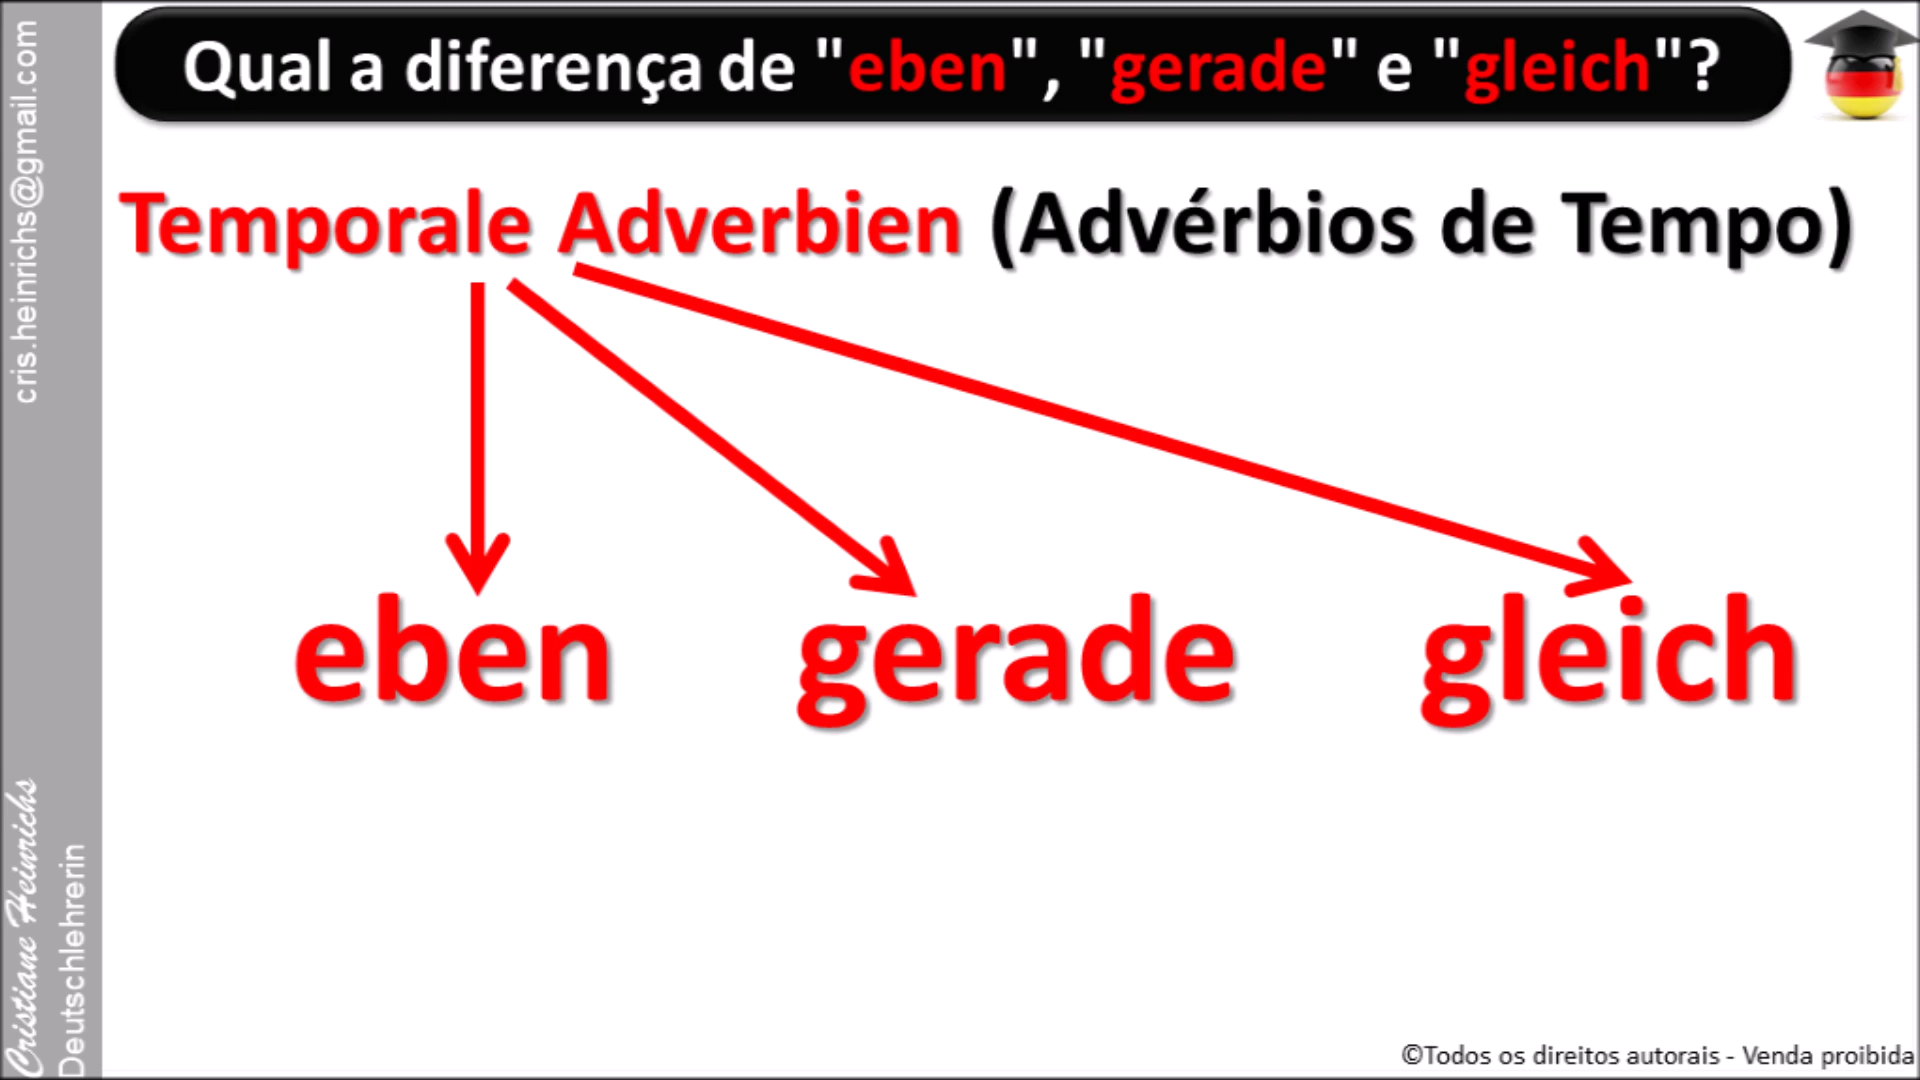 Qual a diferença de "eben", "gerade" e "gleich"?
Temporale Adverbien (Advérbios de Tempo)
eben gerade gleich
cris.heinrichs@gmail.com
Cristiane Heinrichs
Deutschlehrerin
©Todos os direitos autorais - Venda proibida